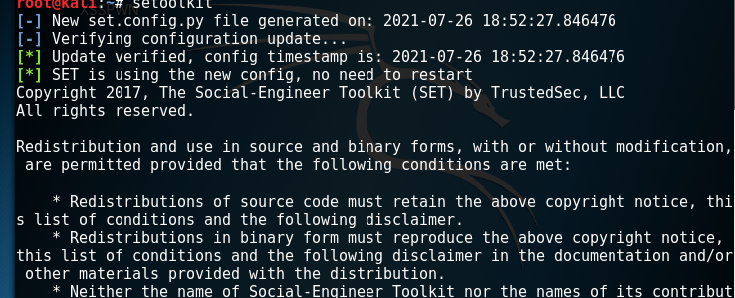 root@kali:~# setoolkit
[-] New set.config.py file generated on: 2021-07-26 18:52:27.846476
[-] Verifying configuration update...
[*] Update verified, config timestamp is: 2021-07-26 18:52:27.846476
[*] SET is using the new config, no need to restart
Copyright 2017, The Social-Engineer Toolkit (SET) by TrustedSec, LLC
All rights reserved.

Redistribution and use in source and binary forms, with or without modification,
 are permitted provided that the following conditions are met:

    * Redistributions of source code must retain the above copyright notice, thi
s list of conditions and the following disclaimer.
    * Redistributions in binary form must reproduce the above copyright notice,
this list of conditions and the following disclaimer in the documentation and/or
 other materials provided with the distribution.
    * Neither the name of Social-Engineer Toolkit nor the names of its contribut